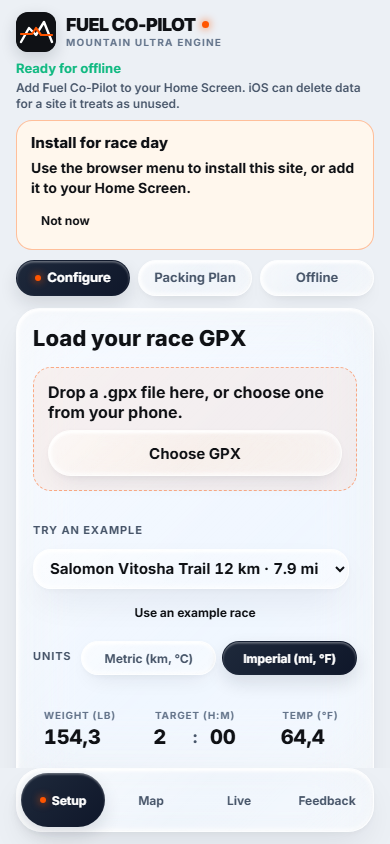 FUEL CO-PILOT
MOUNTAIN ULTRA ENGINE
Ready for offline
Add Fuel Co-Pilot to your Home Screen. iOS can delete data
for a site it treats as unused.
Install for race day
Use the browser menu to install this site, or add
it to your Home Screen.
Not now
Configure
Packing Plan
Offline
Load your race GPX
Drop a .gpx file here, or choose one
from your phone.
Choose GPX
TRY AN EXAMPLE
Salomon Vitosha Trail 12 km · 7.9 mi
Use an example race
UNITS
Metric (km, °C)
Imperial (mi, °F)
WEIGHT (LB)
TARGET (H:M)
TEMP (°F)
154,3
2 : 00
64,4
Setup
Map
Live
Feedback